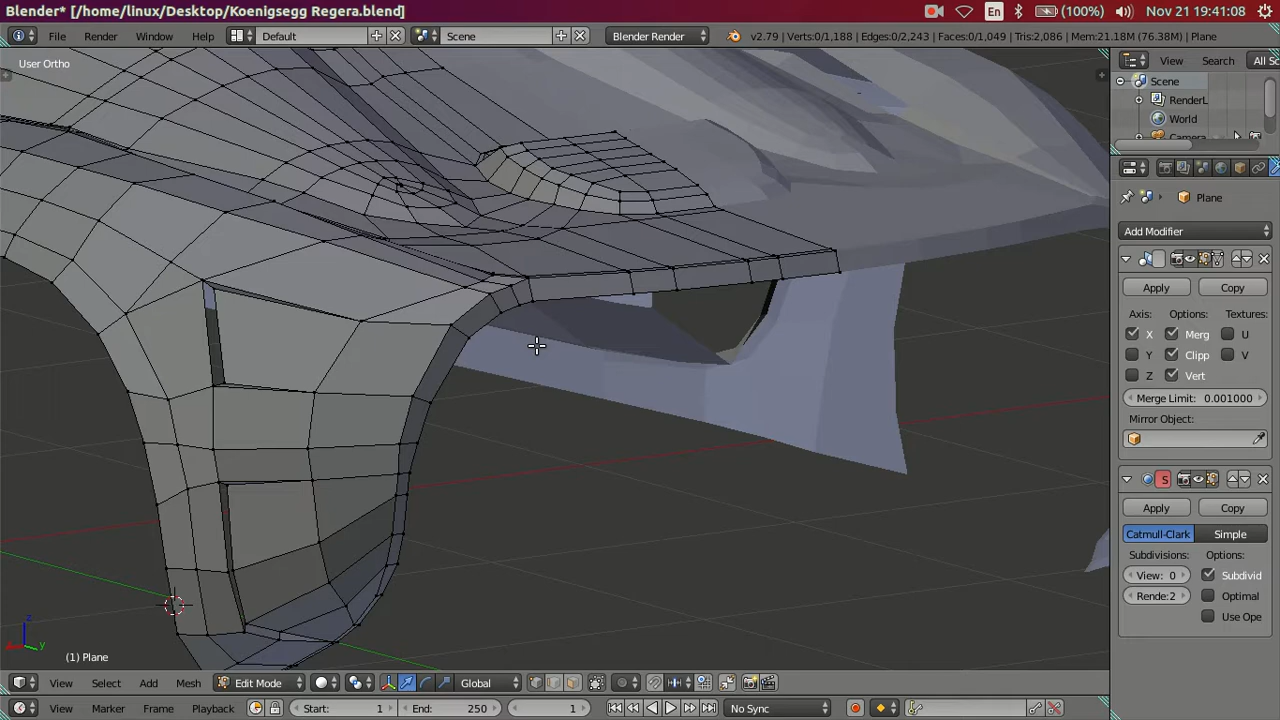 Blender* [/home/linux/Desktop/Koenigsegg Regera.blend]
En (100%) Nov 21 19:41:08
File Render Window Help Default Scene Blender Render v2.79 | Verts:0/1,188 | Edges:0/2,243 | Faces:0/1,049 | Tris:2,086 | Mem:21.18M (76.38M) | Plane
User Ortho
View Search All Sc
Scene
RenderL
World
Camera
Plane
Add Modifier
Apply Copy
Axis: Options: Textures:
X Merg U
Y Clipp V
Z Vert
Merge Limit: 0.001000
Mirror Object:
S
Apply Copy
Catmull-Clark Simple
Subdivisions: Options:
View: 0 Subdivid
Rende:2 Optimal
Use Ope
z
y
(1) Plane
View Select Add Mesh Edit Mode Global
View Marker Frame Playback Start: 1 End: 250 1 No Sync